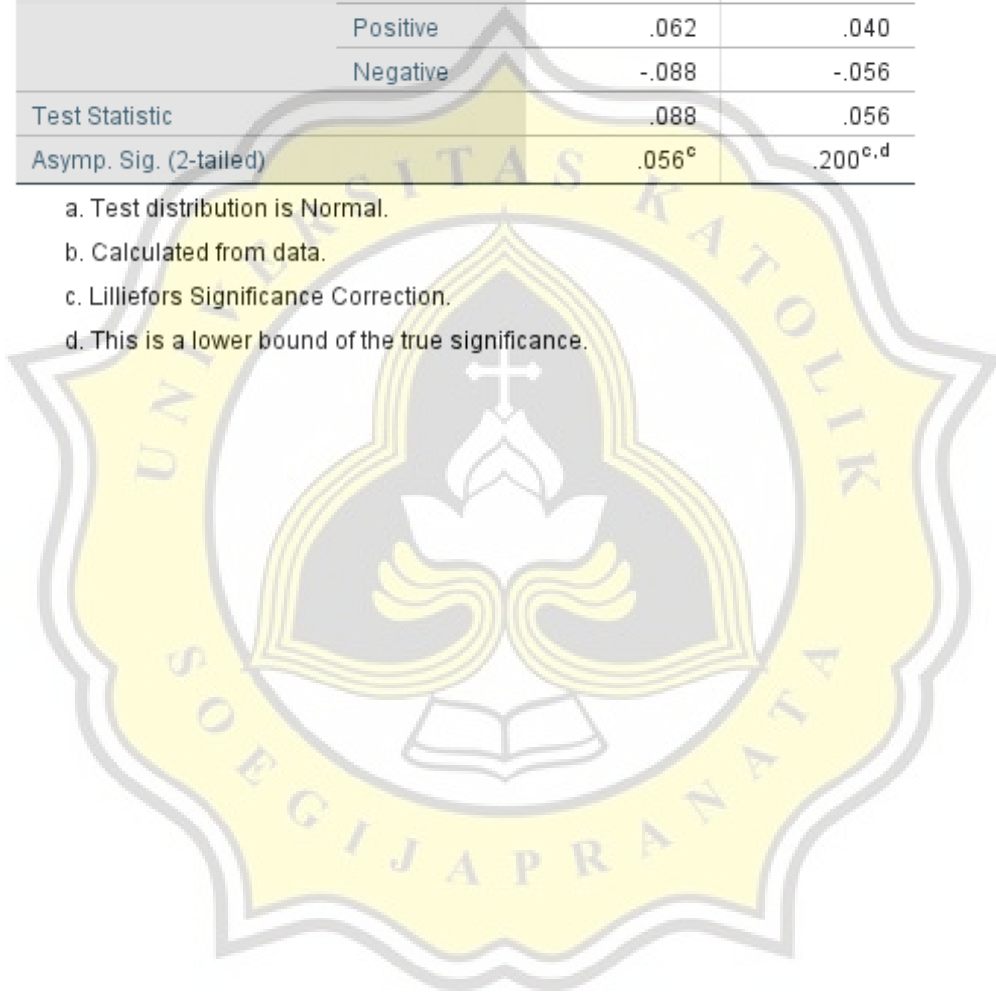 Positive .062 .040
Negative -.088 -.056
Test Statistic .088 .056
Asymp. Sig. (2-tailed) .056c .200c,d
a. Test distribution is Normal.
b. Calculated from data.
c. Lilliefors Significance Correction.
d. This is a lower bound of the true significance.
UNIVERSITAS KATOLIK
SOEGIJAPRANATA